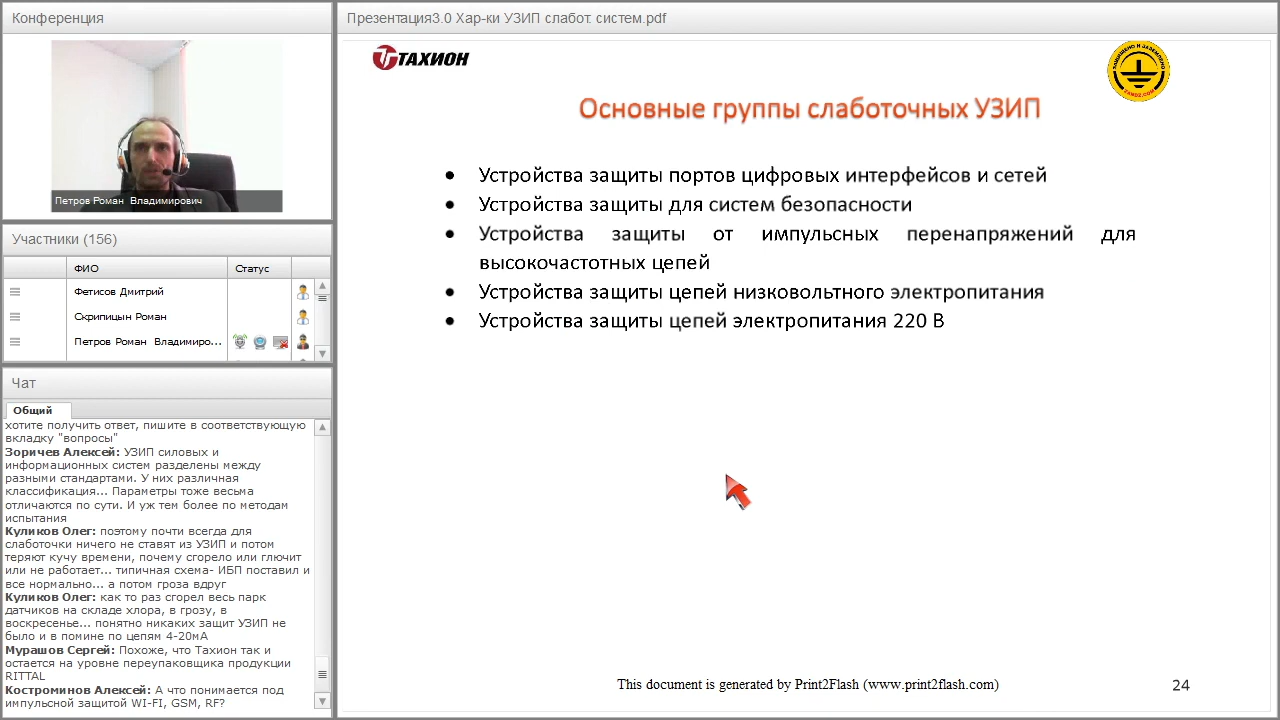 Конференция
Петров Роман Владимирович
Участники (156)
ФИО
Статус
Фетисов Дмитрий
Скрипицын Роман
Петров Роман Владимиро...
Чат
Общий
хотите получить ответ, пишите в соответствующую
вкладку "вопросы"
Зоричев Алексей: УЗИП силовых и
информационных систем разделены между
разными стандартами. У них различная
классификация... Параметры тоже весьма
отличаются по сути. И уж тем более по методам
испытания
Куликов Олег: поэтому почти всегда для
слаботочки ничего не ставят из УЗИП и потом
теряют кучу времени, почему сгорело или глючит
или не работает... типичная схема- ИБП поставил и
все нормально... а потом гроза вдруг
Куликов Олег: как то раз сгорел весь парк
датчиков на складе хлора, в грозу, в
воскресенье... понятно никаких защит УЗИП не
было и в помине по цепям 4-20мА
Мурашов Сергей: Похоже, что Тахион так и
остается на уровне переупаковщика продукции
RITTAL
Костроминов Алексей: А что понимается под
импульсной защитой WI-FI, GSM, RF?
Презентация3.0 Хар-ки УЗИП слабот. систем.pdf
ТАХИОН
ЗАЩИЩЕНО И ЗАЗЕМЛЕНО
ZANDZ.COM
Основные группы слаботочных УЗИП
• Устройства защиты портов цифровых интерфейсов и сетей
• Устройства защиты для систем безопасности
• Устройства защиты от импульсных перенапряжений для
высокочастотных цепей
• Устройства защиты цепей низковольтного электропитания
• Устройства защиты цепей электропитания 220 В
This document is generated by Print2Flash (www.print2flash.com)
24